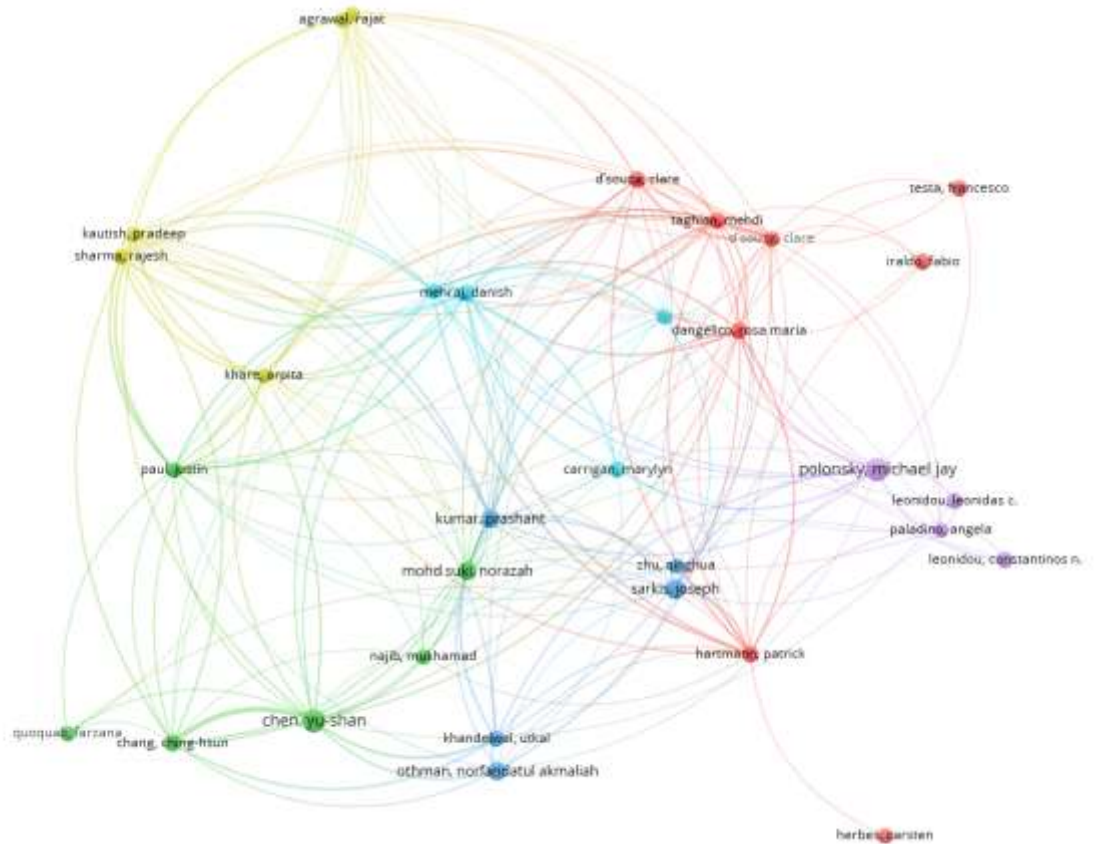 agrawal, rajat
d'souza, clare
testa, francesco
taghian, mehdi
kautish, pradeep
d'souza, clare
sharma, rajesh
iraldo, fabio
mehraj, danish
dangelico, rosa maria
khare, arpita
paul, justin
carrigan, marylyn
polonsky, michael jay
leonidou, leonidas c.
kumar, prashant
paladino, angela
leonidou, constantinos n.
zhu, qinghua
mohd suki, norazah
sarkis, joseph
najib, mukhamad
hartmann, patrick
chen, yu-shan
quoquab, farzana
chang, ching-hsun
khandelwal, utkal
othman, norfaridatul akmaliah
herbes, carsten